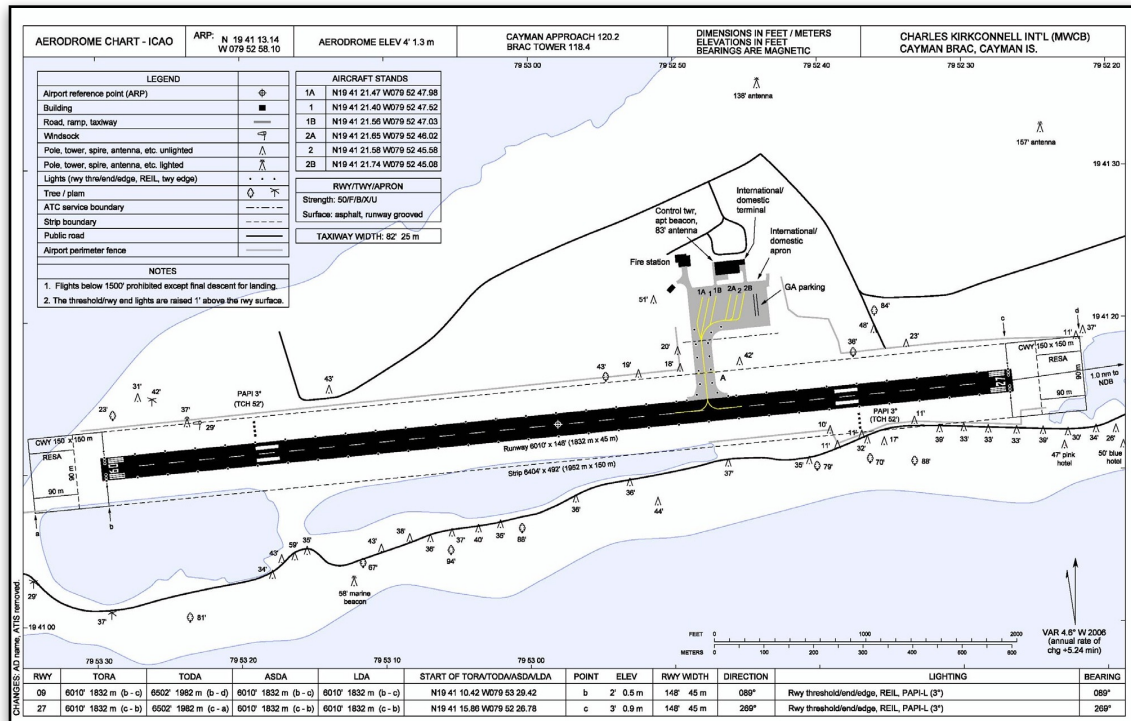 AERODROME CHART - ICAO
ARP: N 19 41 13.14
W 079 52 58.10
AERODROME ELEV 4' 1.3 m
CAYMAN APPROACH 120.2
BRAC TOWER 118.4
DIMENSIONS IN FEET / METERS
ELEVATIONS IN FEET
BEARINGS ARE MAGNETIC
CHARLES KIRKCONNELL INT'L (MWCB)
CAYMAN BRAC, CAYMAN IS.
79 53 00
79 52 50
79 52 40
79 52 30
79 52 20
LEGEND
Airport reference point (ARP)
Building
Road, ramp, taxiway
Windsock
Pole, tower, spire, antenna, etc. unlighted
Pole, tower, spire, antenna, etc. lighted
Lights (rwy thre/end/edge, REIL, twy edge)
Tree / plam
ATC service boundary
Strip boundary
Public road
Airport perimeter fence
NOTES
1. Flights below 1500' prohibited except final descent for landing.
2. The threshold/rwy end lights are raised 1' above the rwy surface.
AIRCRAFT STANDS
1A N19 41 21.47 W079 52 47.98
1 N19 41 21.40 W079 52 47.52
1B N19 41 21.56 W079 52 47.03
2A N19 41 21.65 W079 52 46.02
2 N19 41 21.58 W079 52 45.58
2B N19 41 21.74 W079 52 45.08
RWY/TWY/APRON
Strength: 50/F/B/X/U
Surface: asphalt, runway grooved
TAXIWAY WIDTH: 82' 25 m
138' antenna
157' antenna
19 41 30
International/
domestic
terminal
Control twr,
apt beacon,
83' antenna
International/
domestic
apron
Fire station
1A 1 1B 2A 2 2B
GA parking
51'
84'
48'
19 41 20
36'
23'
11'
37'
c
d
20'
18'
42'
A
43'
19'
43'
31'
42'
23'
37'
29'
PAPI 3°
(TCH 52')
CWY 150 x 150 m
RESA
90 m
90 m
1.0 nm to
NDB
27
PAPI 3°
(TCH 52')
CWY 150 x 150 m
RESA
90 m
90 m
09
Runway 6010' x 148' (1832 m x 45 m)
Strip 6404' x 492' (1952 m x 150 m)
a
b
10'
11'
11'
32'
17'
11'
39'
33'
33'
39'
30'
34'
26'
47' pink
hotel
50' blue
hotel
37'
35'
79'
70'
88'
36'
44'
36'
88'
36'
40'
37'
94'
36'
38'
43'
67'
58' marine
beacon
35'
59'
43'
34'
29'
37'
81'
19 41 00
79 53 30
79 53 20
79 53 10
79 53 00
FEET 0 1000 2000
METERS 0 100 200 300 400 500 600
VAR 4.6° W 2006
(annual rate of
chg +5.24 min)
CHANGES: AD name, ATIS removed.
RWY TORA TODA ASDA LDA START OF TORA/TODA/ASDA/LDA POINT ELEV RWY WIDTH DIRECTION LIGHTING BEARING
09 6010' 1832 m (b - c) 6502' 1982 m (b - d) 6010' 1832 m (b - c) 6010' 1832 m (b - c) N19 41 10.42 W079 53 29.42 b 2' 0.5 m 148' 45 m 089° Rwy threshold/end/edge, REIL, PAPI-L (3°) 089°
27 6010' 1832 m (c - b) 6502' 1982 m (c - a) 6010' 1832 m (c - b) 6010' 1832 m (c - b) N19 41 15.86 W079 52 26.78 c 3' 0.9 m 148' 45 m 269° Rwy threshold/end/edge, REIL, PAPI-L (3°) 269°